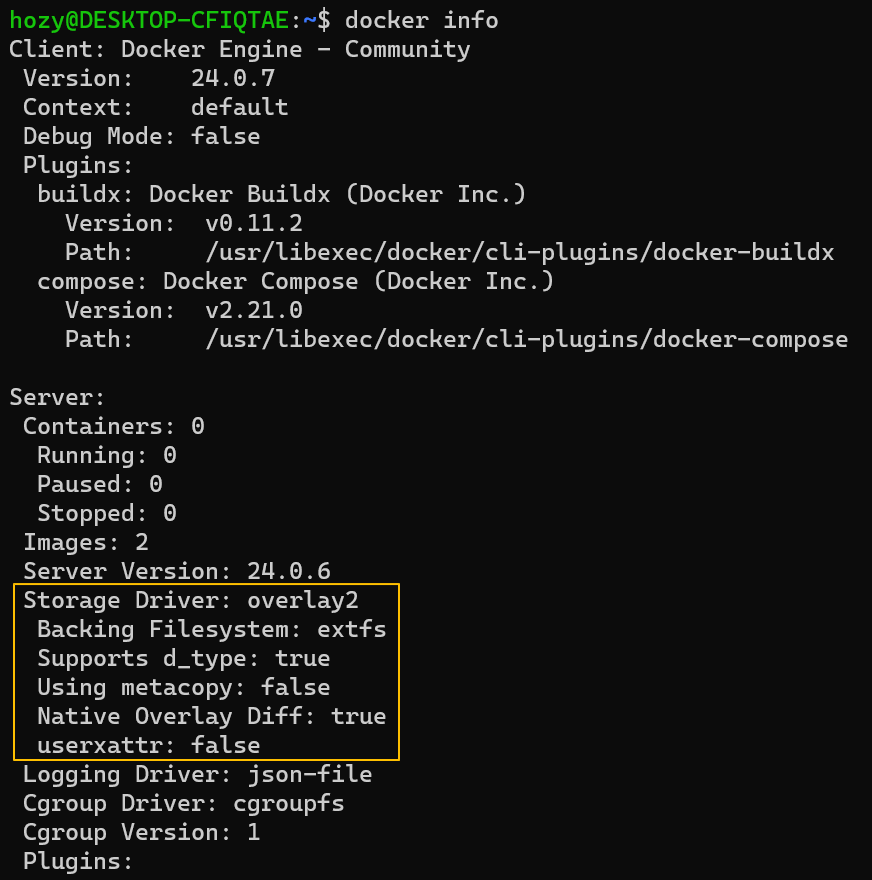 hozy@DESKTOP-CFIQTAE:~$ docker info
Client: Docker Engine - Community
 Version:    24.0.7
 Context:    default
 Debug Mode: false
 Plugins:
  buildx: Docker Buildx (Docker Inc.)
    Version:  v0.11.2
    Path:     /usr/libexec/docker/cli-plugins/docker-buildx
  compose: Docker Compose (Docker Inc.)
    Version:  v2.21.0
    Path:     /usr/libexec/docker/cli-plugins/docker-compose

Server:
 Containers: 0
  Running: 0
  Paused: 0
  Stopped: 0
 Images: 2
 Server Version: 24.0.6
 Storage Driver: overlay2
  Backing Filesystem: extfs
  Supports d_type: true
  Using metacopy: false
  Native Overlay Diff: true
  userxattr: false
 Logging Driver: json-file
 Cgroup Driver: cgroupfs
 Cgroup Version: 1
 Plugins: